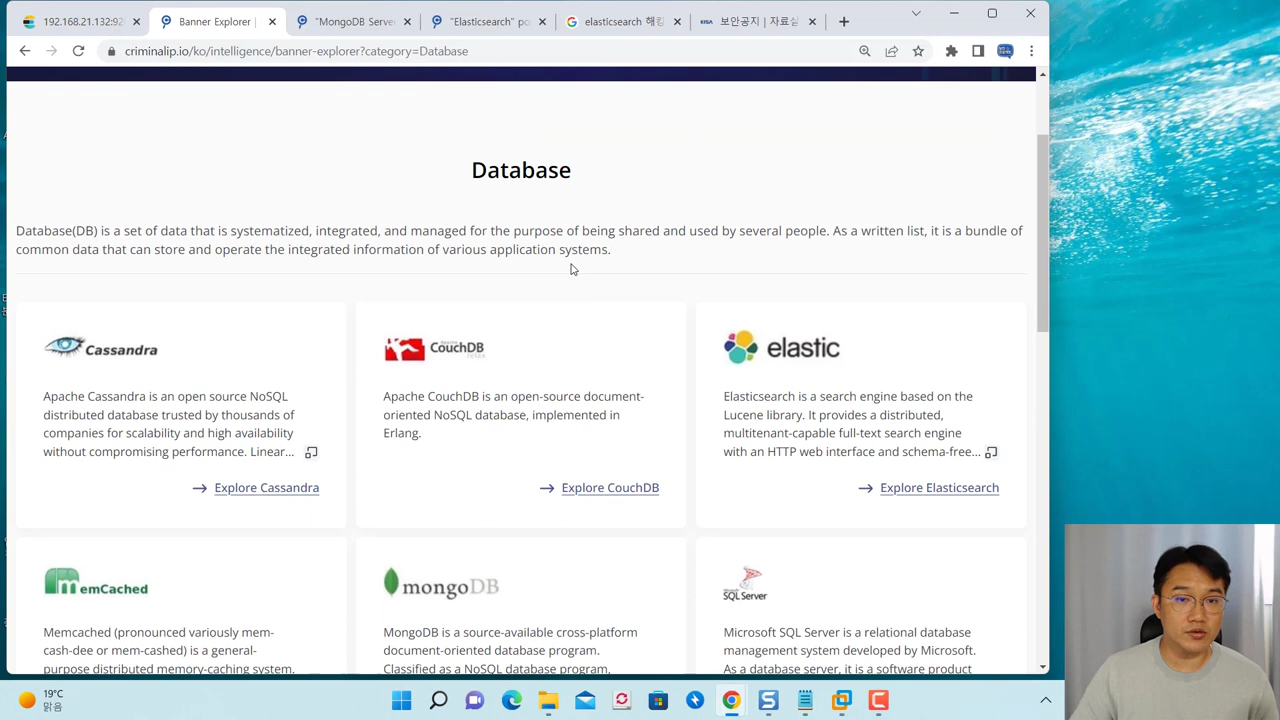 192.168.21.132:92
Banner Explorer |
"MongoDB Serve
"Elasticsearch" po
elasticsearch 해킹
KISA 보안공지 | 자료실
criminalip.io/ko/intelligence/banner-explorer?category=Database
Database
Database(DB) is a set of data that is systematized, integrated, and managed for the purpose of being shared and used by several people. As a written list, it is a bundle of
common data that can store and operate the integrated information of various application systems.
Cassandra
Apache Cassandra is an open source NoSQL
distributed database trusted by thousands of
companies for scalability and high availability
without compromising performance. Linear...
→ Explore Cassandra
CouchDB
relax
Apache CouchDB is an open-source document-
oriented NoSQL database, implemented in
Erlang.
→ Explore CouchDB
elastic
Elasticsearch is a search engine based on the
Lucene library. It provides a distributed,
multitenant-capable full-text search engine
with an HTTP web interface and schema-free...
→ Explore Elasticsearch
MemCached
Memcached (pronounced variously mem-
cash-dee or mem-cashed) is a general-
purpose distributed memory-caching system.
mongoDB
MongoDB is a source-available cross-platform
document-oriented database program.
Classified as a NoSQL database program,
SQL Server
Microsoft SQL Server is a relational database
management system developed by Microsoft.
As a database server, it is a software product
19°C
맑음